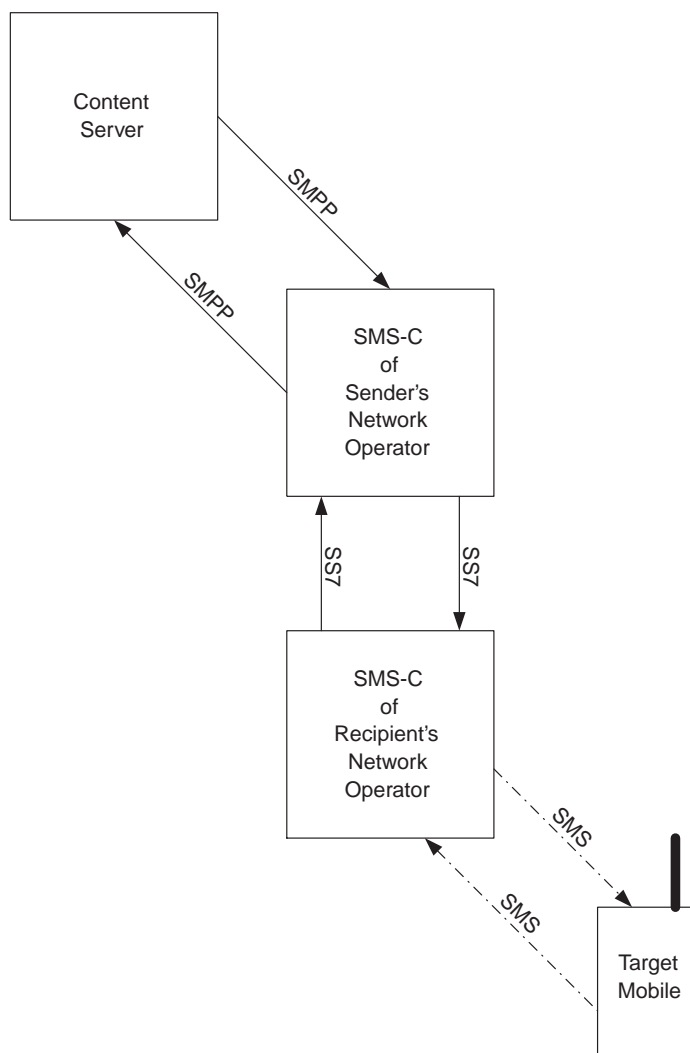 Content
Server
SMPP
SMPP
SMS-C
of
Sender's
Network
Operator
SS7
SS7
SMS-C
of
Recipient's
Network
Operator
SMS
SMS
Target
Mobile